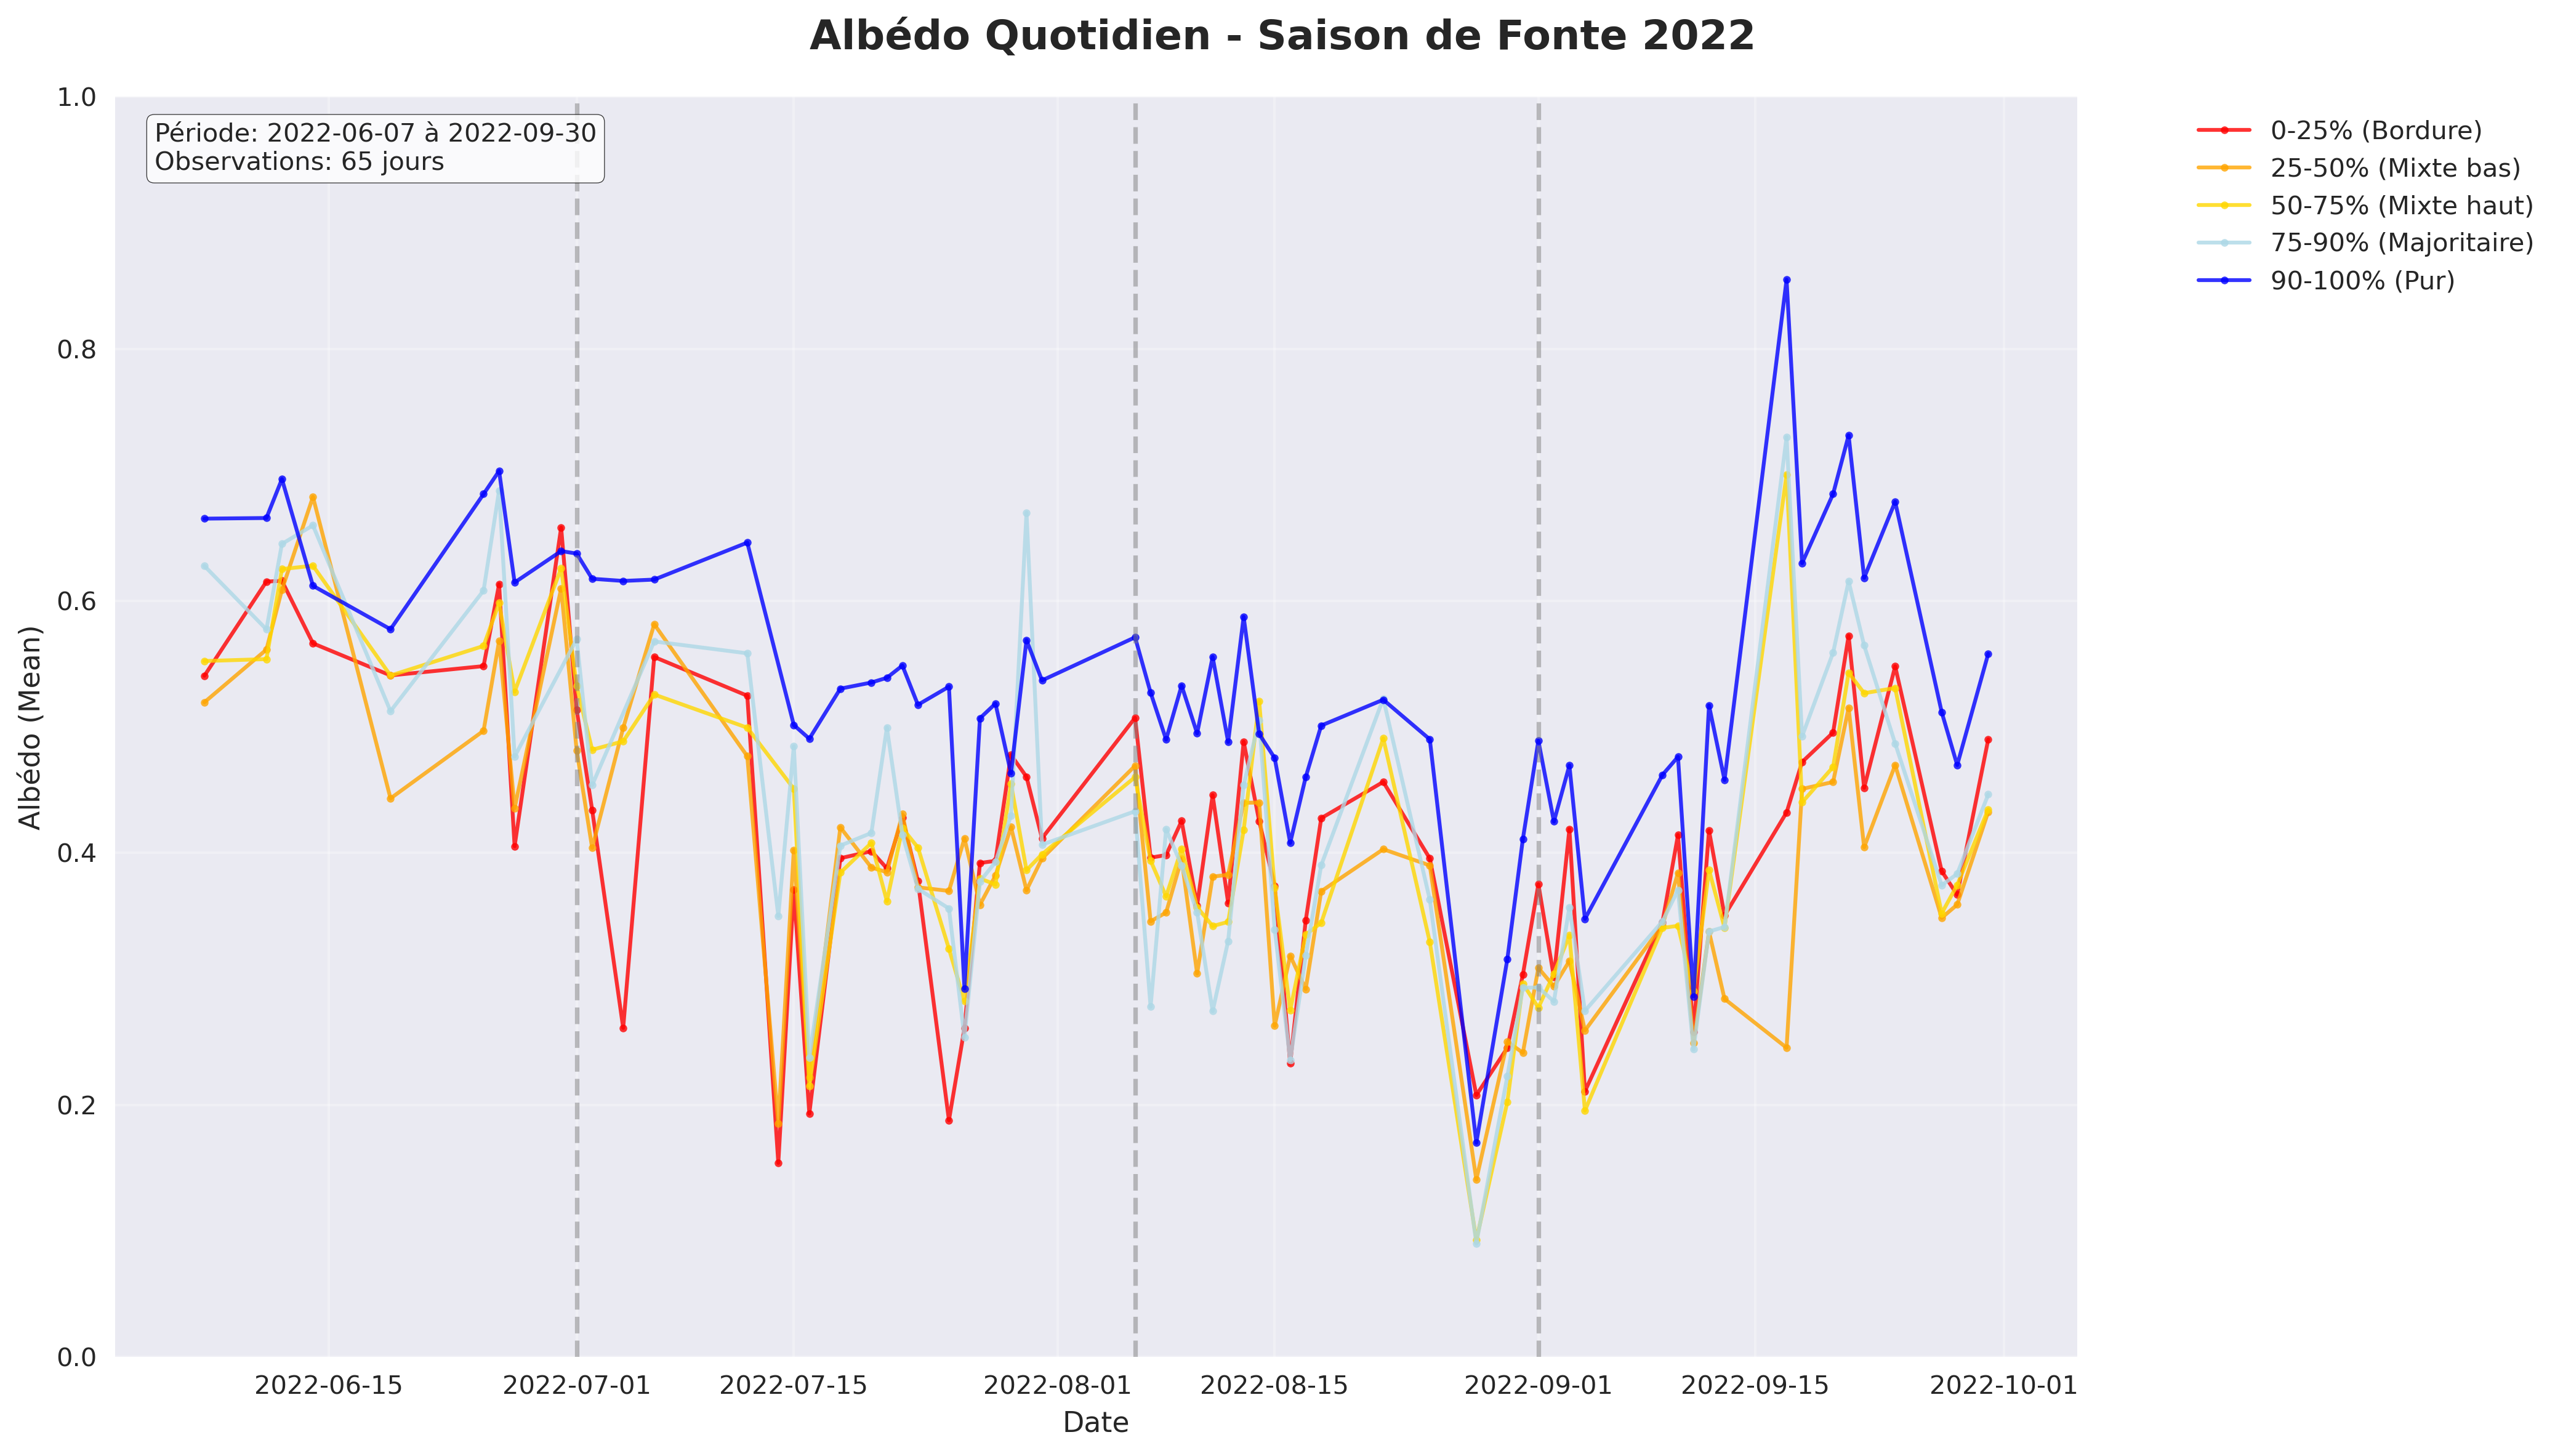 Albédo Quotidien - Saison de Fonte 2022
Période: 2022-06-07 à 2022-09-30
Observations: 65 jours
0-25% (Bordure)
25-50% (Mixte bas)
50-75% (Mixte haut)
75-90% (Majoritaire)
90-100% (Pur)
Albédo (Mean)
1.0
0.8
0.6
0.4
0.2
0.0
2022-06-15
2022-07-01
2022-07-15
2022-08-01
2022-08-15
2022-09-01
2022-09-15
2022-10-01
Date